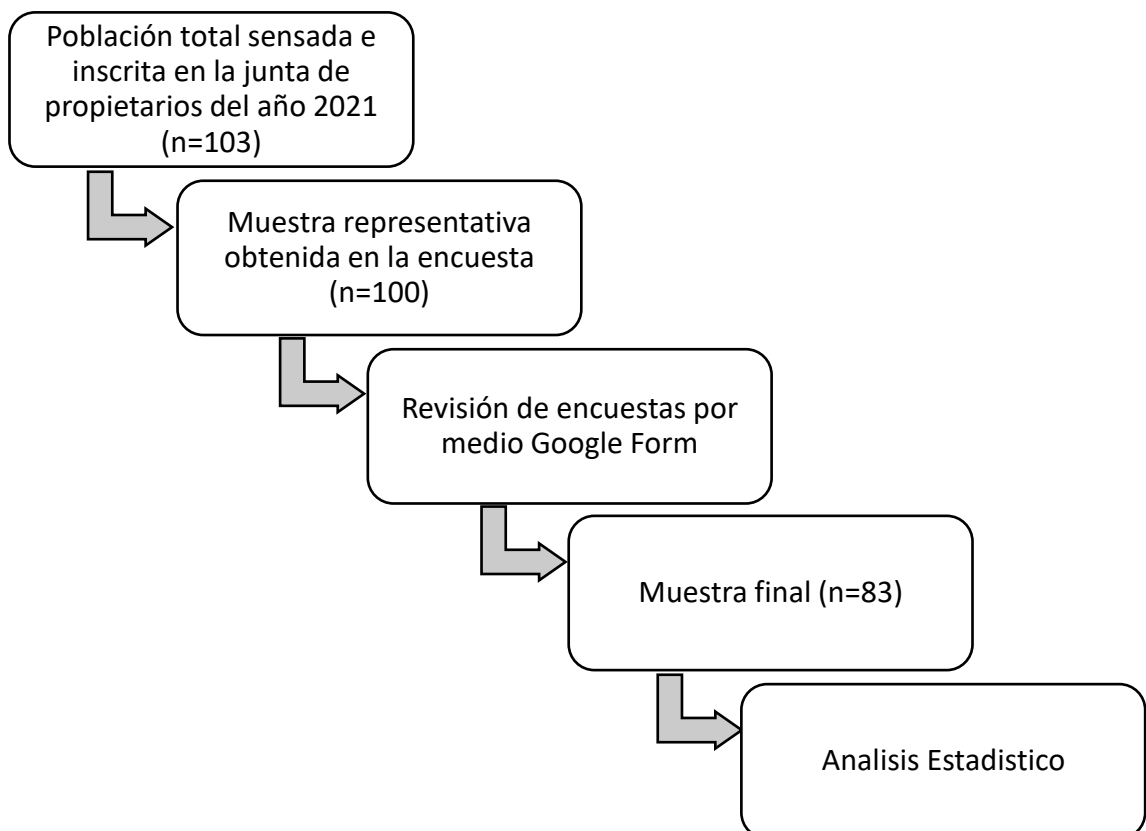 Población total sensada e
inscrita en la junta de
propietarios del año 2021
(n=103)
Muestra representativa
obtenida en la encuesta
(n=100)
Revisión de encuestas por
medio Google Form
Muestra final (n=83)
Analisis Estadistico